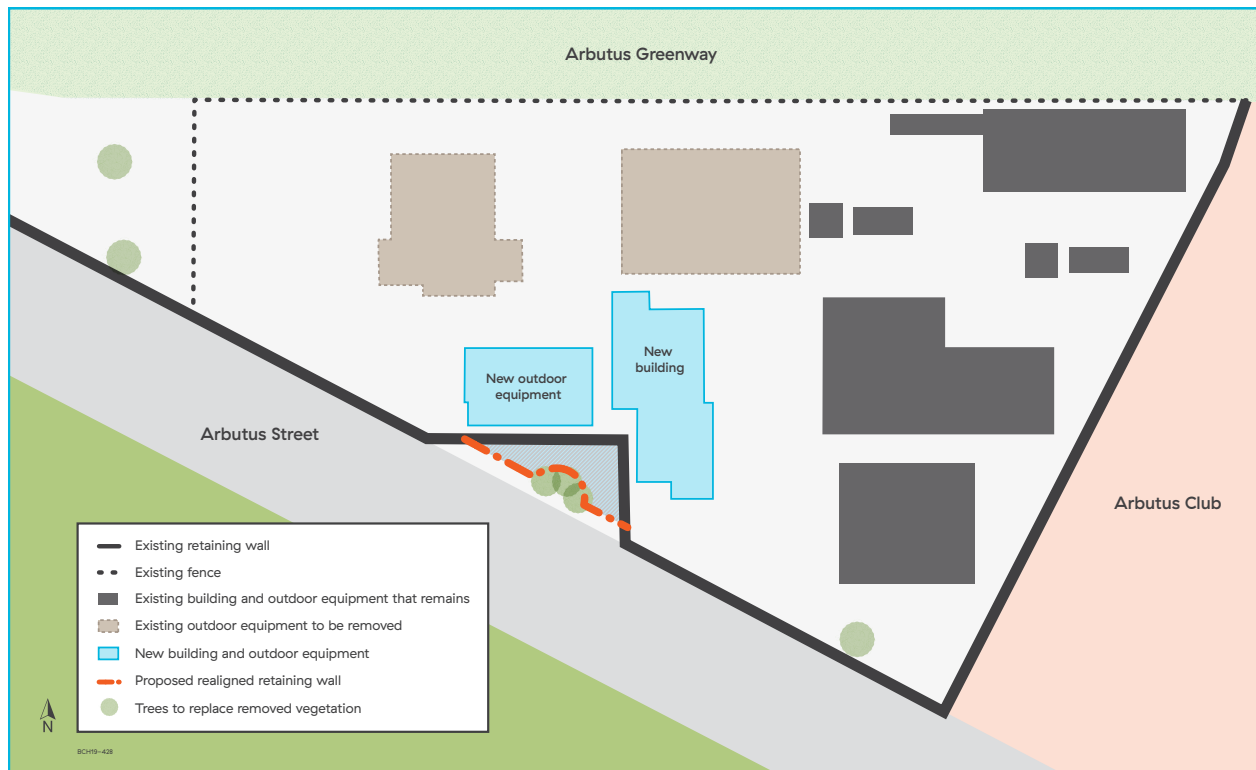 Arbutus Greenway
New
building
New outdoor
equipment
Arbutus Street
Arbutus Club
Existing retaining wall
Existing fence
Existing building and outdoor equipment that remains
Existing outdoor equipment to be removed
New building and outdoor equipment
Proposed realigned retaining wall
Trees to replace removed vegetation
N
BCH19-428